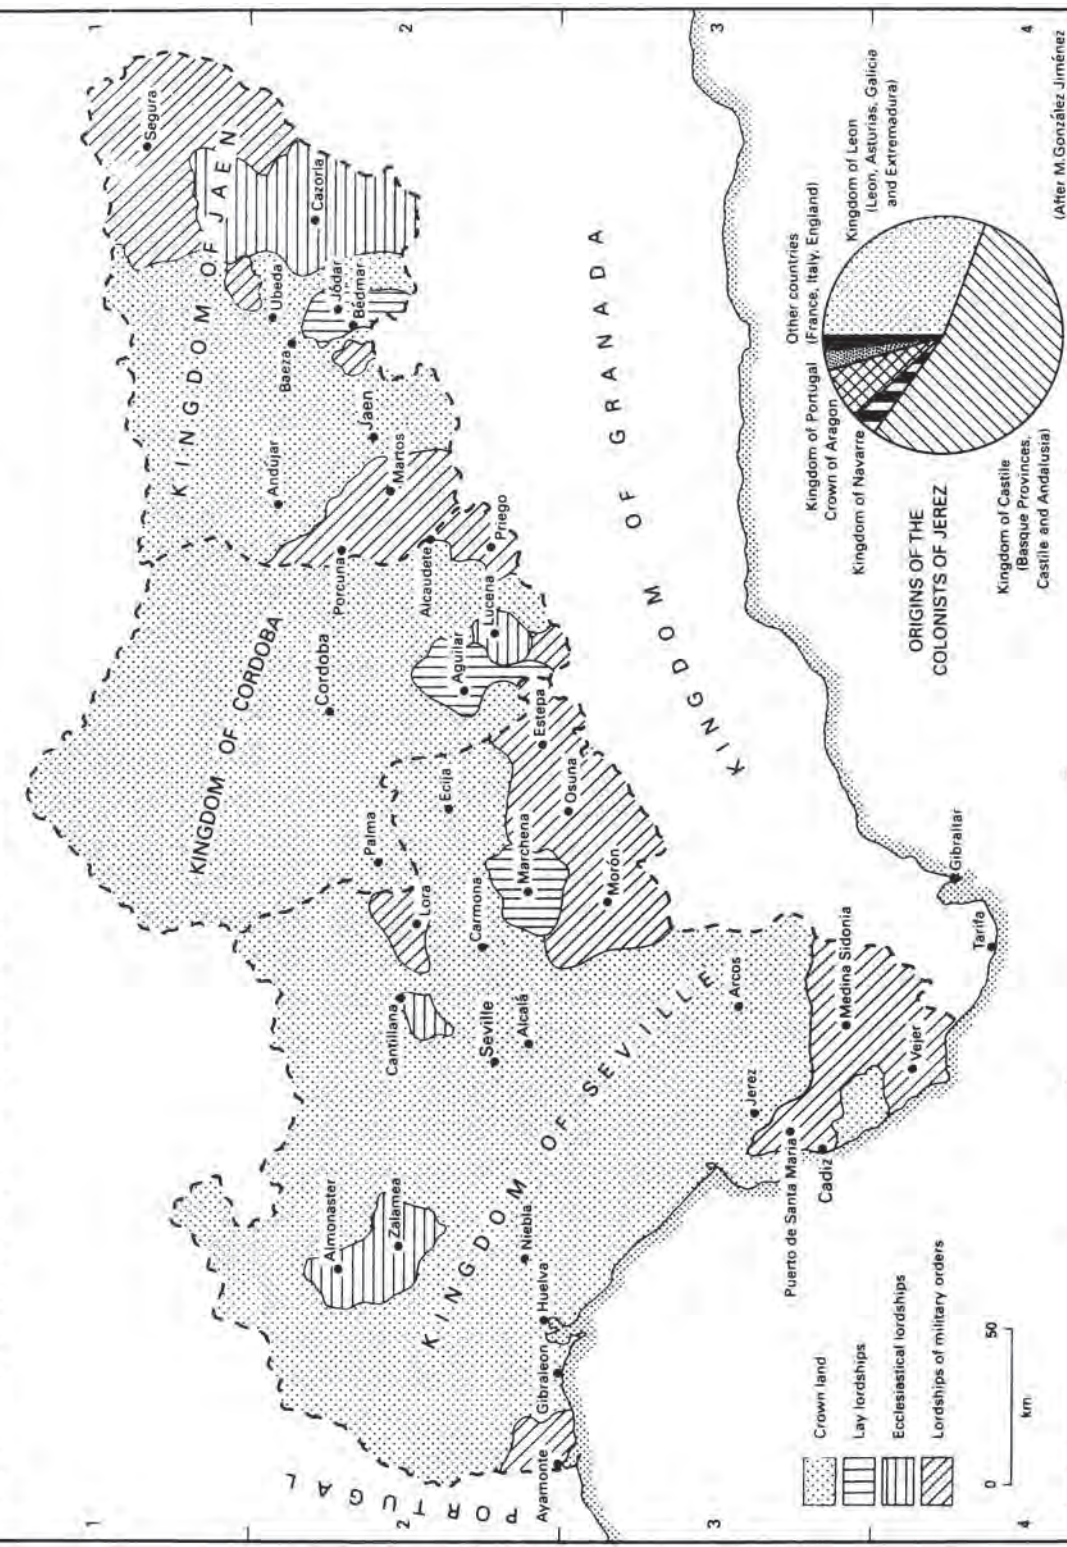 1
2
3
4
1
2
3
4
PORTUGAL
KINGDOM OF SEVILLE
KINGDOM OF CORDOBA
KINGDOM OF JAEN
KINGDOM OF GRANADA
Ayamonte
Gibraleon
Huelva
Niebla
Almonaster
Zalamea
Cantillana
Seville
Alcalá
Carmona
Lora
Palma
Ecija
Marchena
Morón
Osuna
Estepa
Arcos
Jerez
Puerto de Santa Maria
Cadiz
Medina Sidonia
Vejer
Tarifa
Gibraltar
Cordoba
Aguilar
Lucena
Priego
Alcaudete
Porcuna
Martos
Andújar
Jaen
Baeza
Ubeda
Jódar
Bédmar
Cazorla
Segura
Crown land
Lay lordships
Ecclesiastical lordships
Lordships of military orders
0
50
km
ORIGINS OF THE
COLONISTS OF JEREZ
Other countries
(France, Italy, England)
Kingdom of Portugal
Crown of Aragon
Kingdom of Navarre
Kingdom of Leon
(Leon, Asturias, Galicia
and Extremadura)
Kingdom of Castile
(Basque Provinces,
Castile and Andalusia)
(After M.González Jiménez